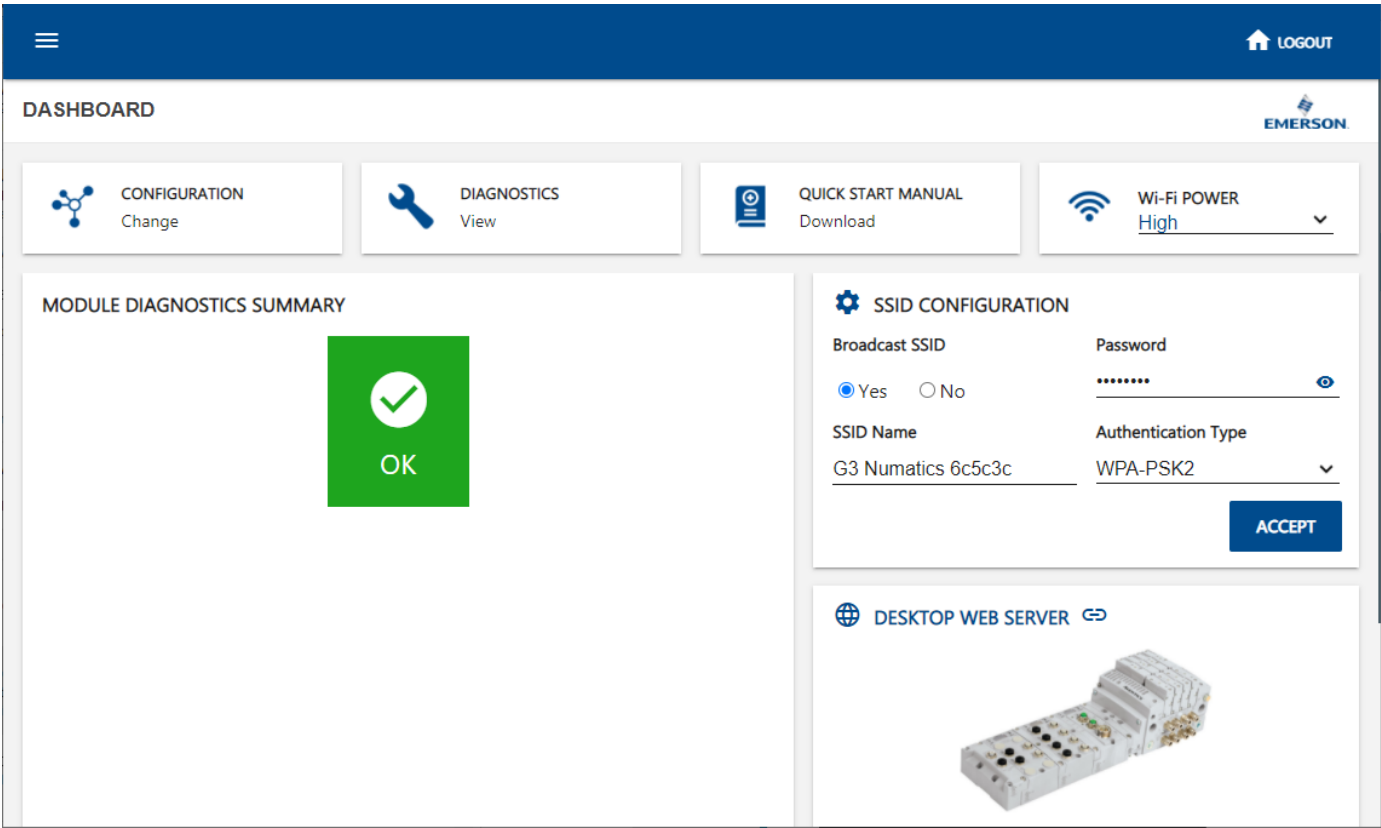 LOGOUT
DASHBOARD
EMERSON
CONFIGURATION
Change
DIAGNOSTICS
View
QUICK START MANUAL
Download
Wi-Fi POWER
High
MODULE DIAGNOSTICS SUMMARY
OK
SSID CONFIGURATION
Broadcast SSID
Password
Yes No
••••••••
SSID Name
Authentication Type
G3 Numatics 6c5c3c
WPA-PSK2
ACCEPT
DESKTOP WEB SERVER